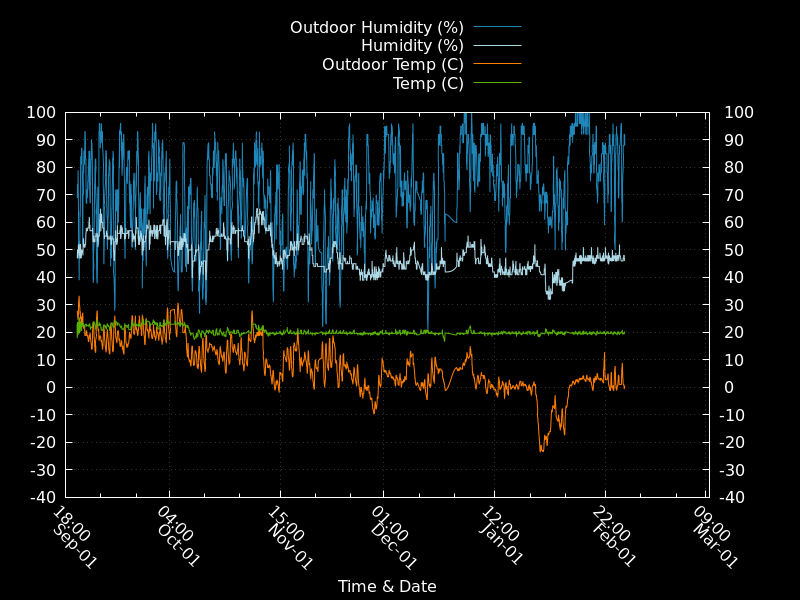 Outdoor Humidity (%)
Humidity (%)
Outdoor Temp (C)
Temp (C)
100 100
90 90
80 80
70 70
60 60
50 50
40 40
30 30
20 20
10 10
0 0
-10 -10
-20 -20
-30 -30
-40 -40
18:00 Sep-01
04:00 Oct-01
15:00 Nov-01
01:00 Dec-01
12:00 Jan-01
22:00 Feb-01
09:00 Mar-01
Time & Date